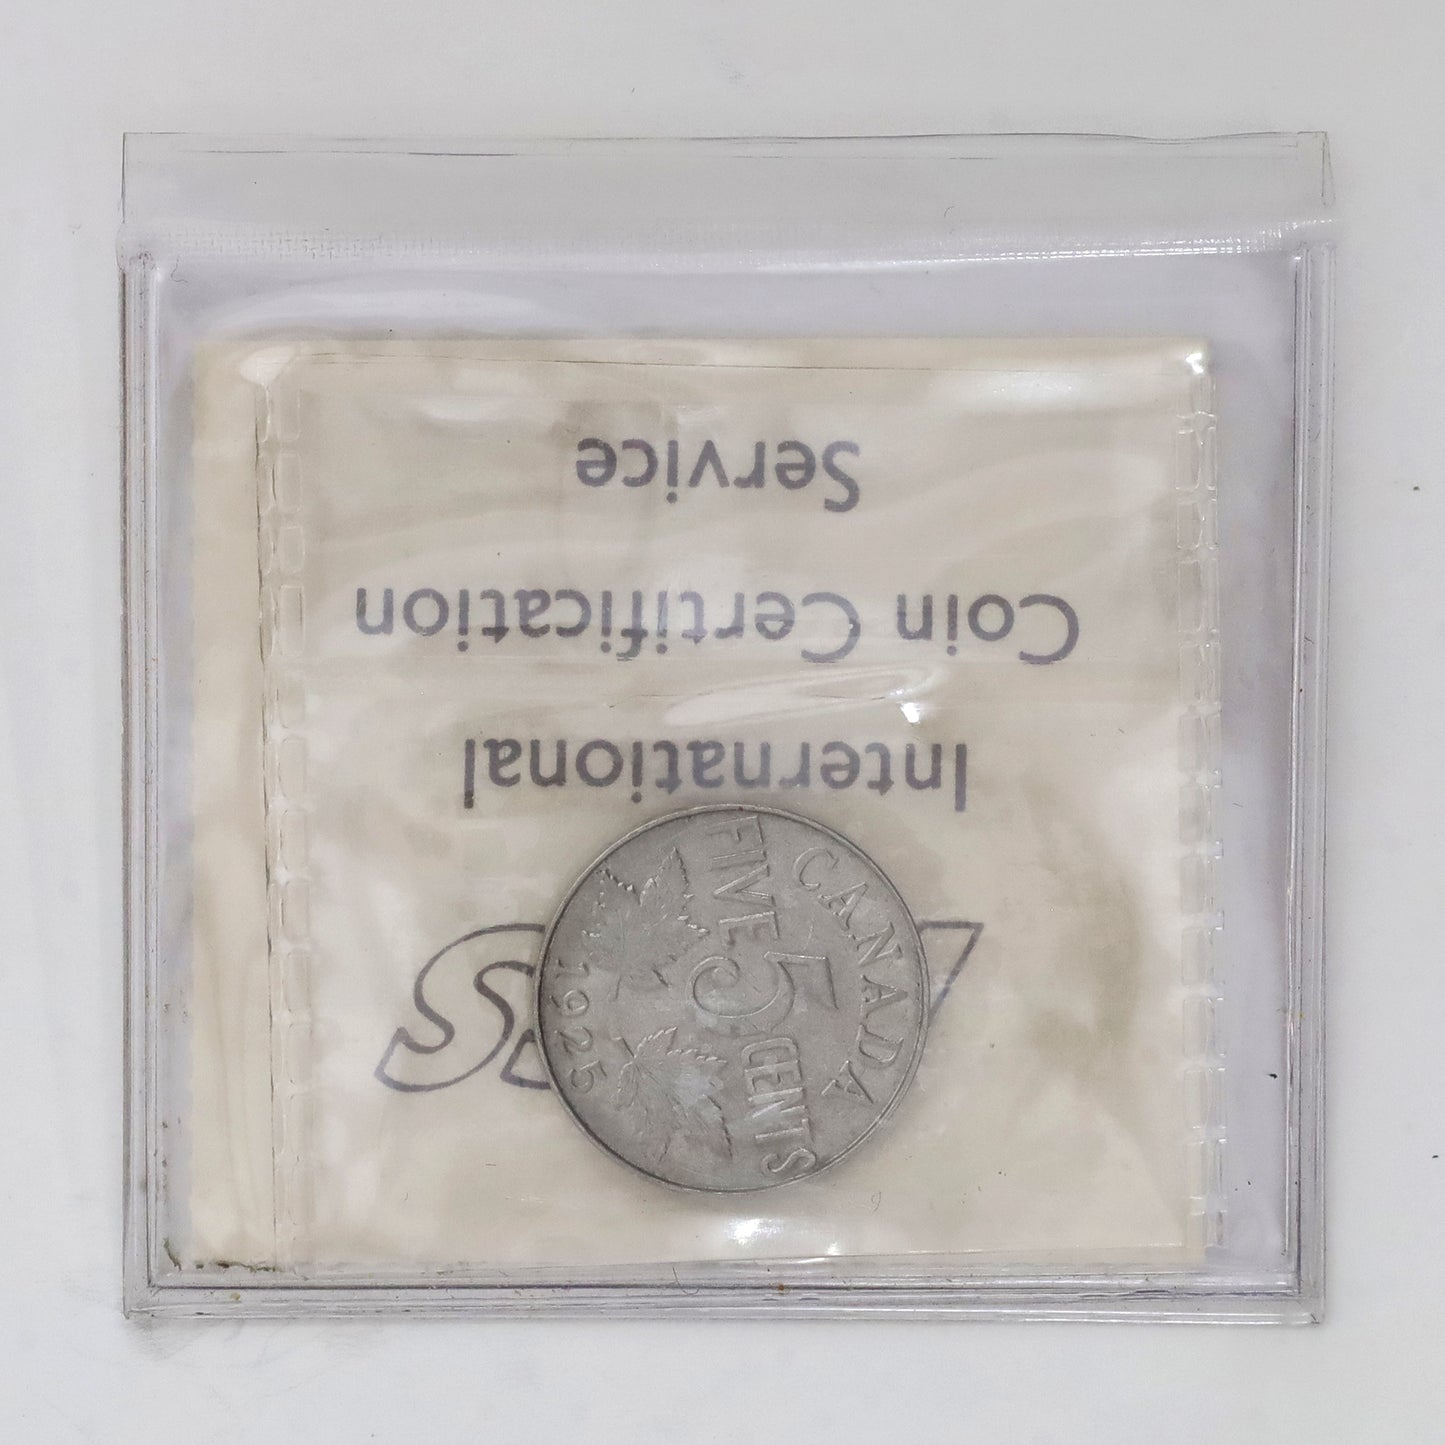 International
Coin Certification
Service
CANADA
FIVE 5 CENTS
1925